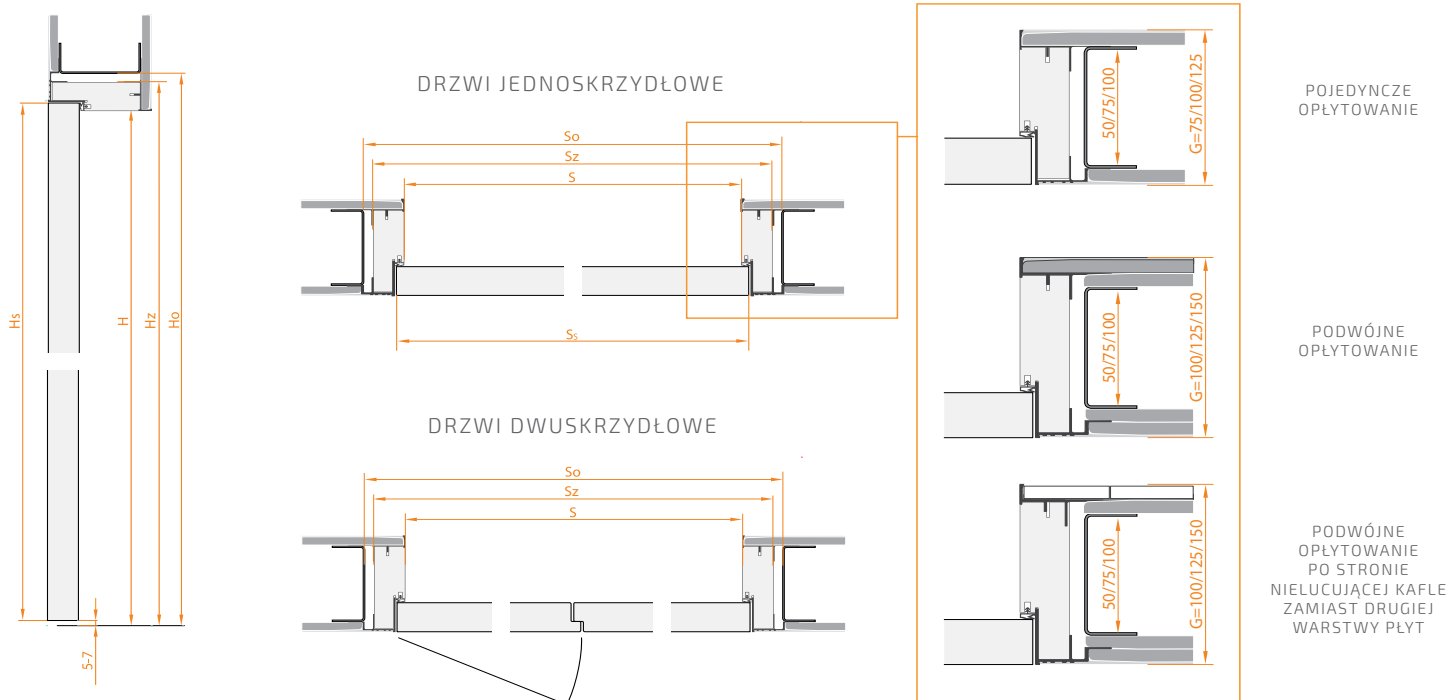 Hs
H
Hz
Ho
5-7
DRZWI JEDNOSKRZYDŁOWE
So
Sz
S
Ss
DRZWI DWUSKRZYDŁOWE
So
Sz
S
50/75/100
G=75/100/125
POJEDYNCZE
OPŁYTOWANIE
50/75/100
G=100/125/150
PODWÓJNE
OPŁYTOWANIE
50/75/100
G=100/125/150
PODWÓJNE
OPŁYTOWANIE
PO STRONIE
NIELUCUJĄCEJ KAFLE
ZAMIAST DRUGIEJ
WARSTWY PŁYT